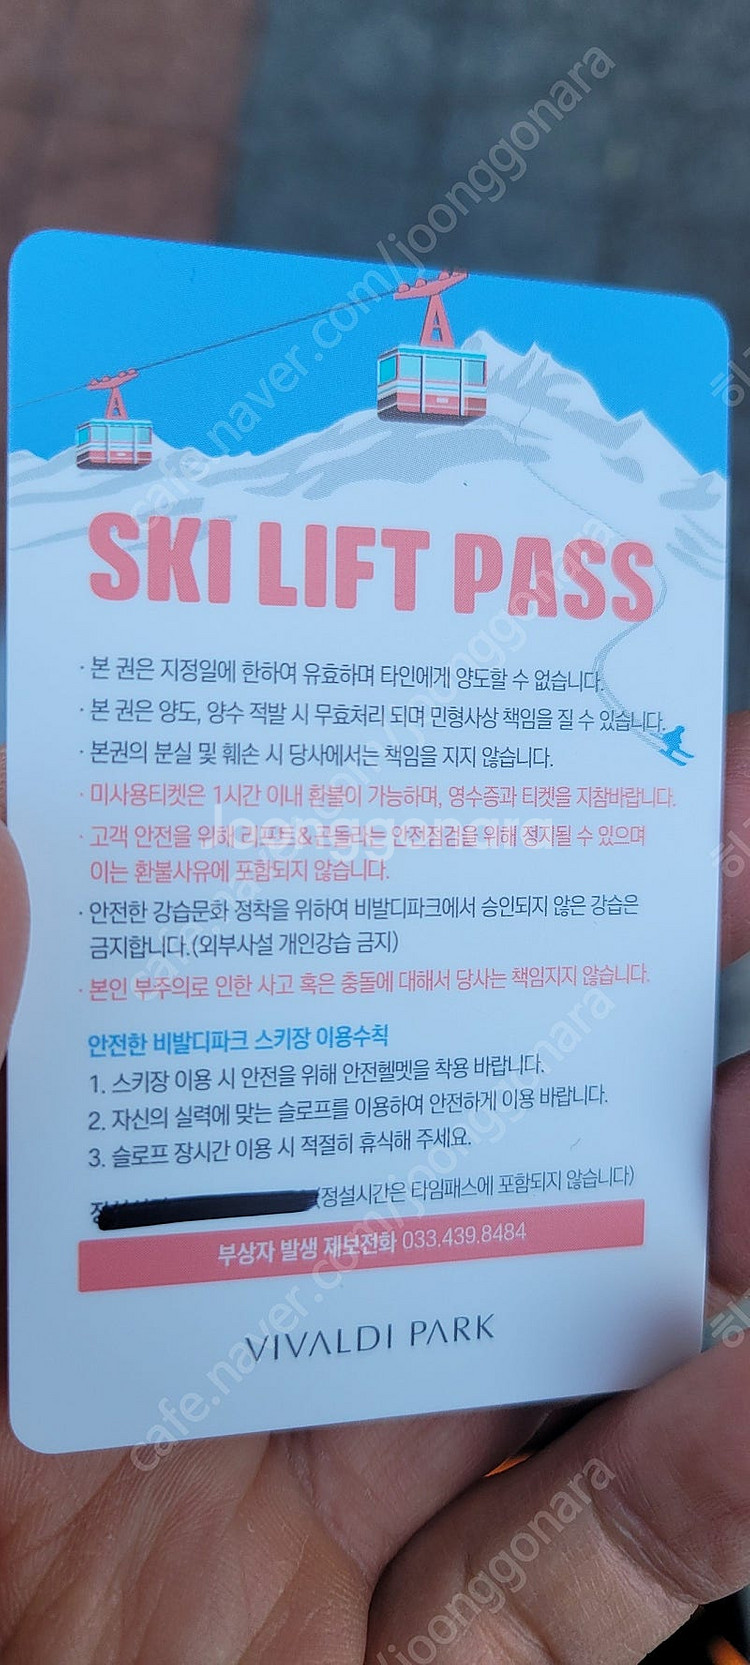 SKI LIFT PASS
· 본 권은 지정일에 한하여 유효하며 타인에게 양도할 수 없습니다.
· 본 권은 양도, 양수 적발 시 무효처리 되며 민형사상 책임을 질 수 있습니다.
· 본권의 분실 및 훼손 시 당사에서는 책임을 지지 않습니다.
· 미사용티켓은 1시간 이내 환불이 가능하며, 영수증과 티켓을 지참바랍니다.
· 고객 안전을 위해 리프트&곤돌라는 안전점검을 위해 정지될 수 있으며
이는 환불사유에 포함되지 않습니다.
· 안전한 강습문화 정착을 위하여 비발디파크에서 승인되지 않은 강습은
금지합니다.(외부사설 개인강습 금지)
· 본인 부주의로 인한 사고 혹은 충돌에 대해서 당사는 책임지지 않습니다.
안전한 비발디파크 스키장 이용수칙
1. 스키장 이용 시 안전을 위해 안전헬멧을 착용 바랍니다.
2. 자신의 실력에 맞는 슬로프를 이용하여 안전하게 이용 바랍니다.
3. 슬로프 장시간 이용 시 적절히 휴식해 주세요.
(정설시간은 타임패스에 포함되지 않습니다)
부상자 발생 제보전화 033.439.8484
VIVALDI PARK
cafe.naver.com/joonggonara
Joonggonara
cafe.naver.com/joonggonara
cafe.naver.com/joonggonara
joonggonara